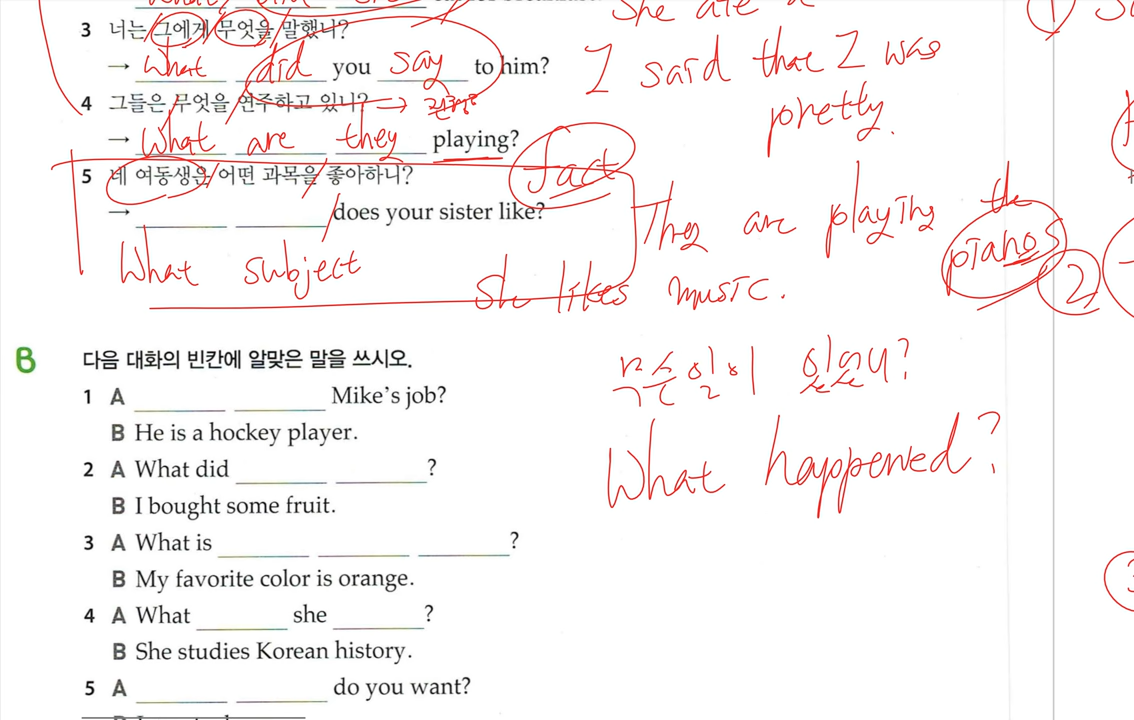 3 너는 그에게 무엇을 말했니?
→ What did you say to him?
4 그들은 무엇을 연주하고 있니? →
→ What are they playing?
5 네 여동생은 어떤 과목을 좋아하니?
→ does your sister like?
What subject
She ate
I said that I was
pretty.
fact
They are playing the
pianos
She likes music.
2
무슨 일이 있었니?
What happened?
B 다음 대화의 빈칸에 알맞은 말을 쓰시오.
1 A Mike's job?
B He is a hockey player.
2 A What did ?
B I bought some fruit.
3 A What is ?
B My favorite color is orange.
4 A What she ?
B She studies Korean history.
5 A do you want?
1